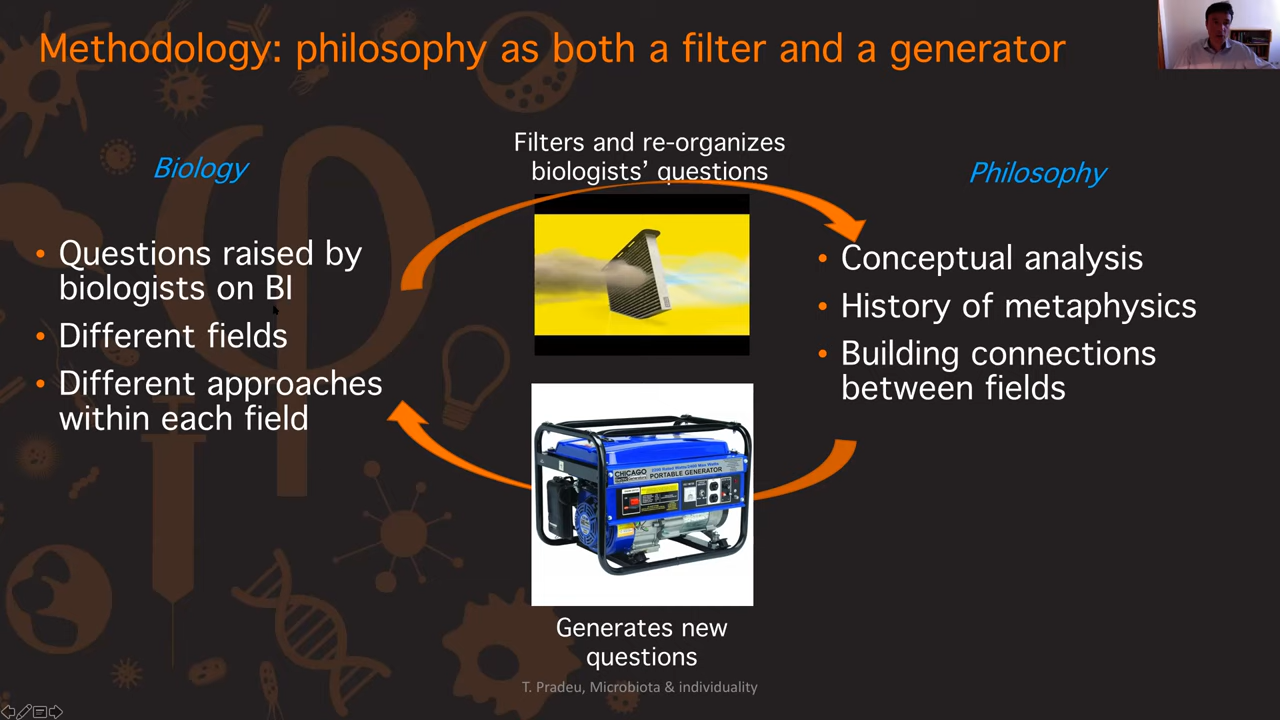 Methodology: philosophy as both a filter and a generator
Biology
• Questions raised by
biologists on BI
• Different fields
• Different approaches
within each field
Filters and re-organizes
biologists’ questions
CHICAGO
PORTABLE GENERATOR
Generates new
questions
Philosophy
• Conceptual analysis
• History of metaphysics
• Building connections
between fields
T. Pradeu, Microbiota & individuality